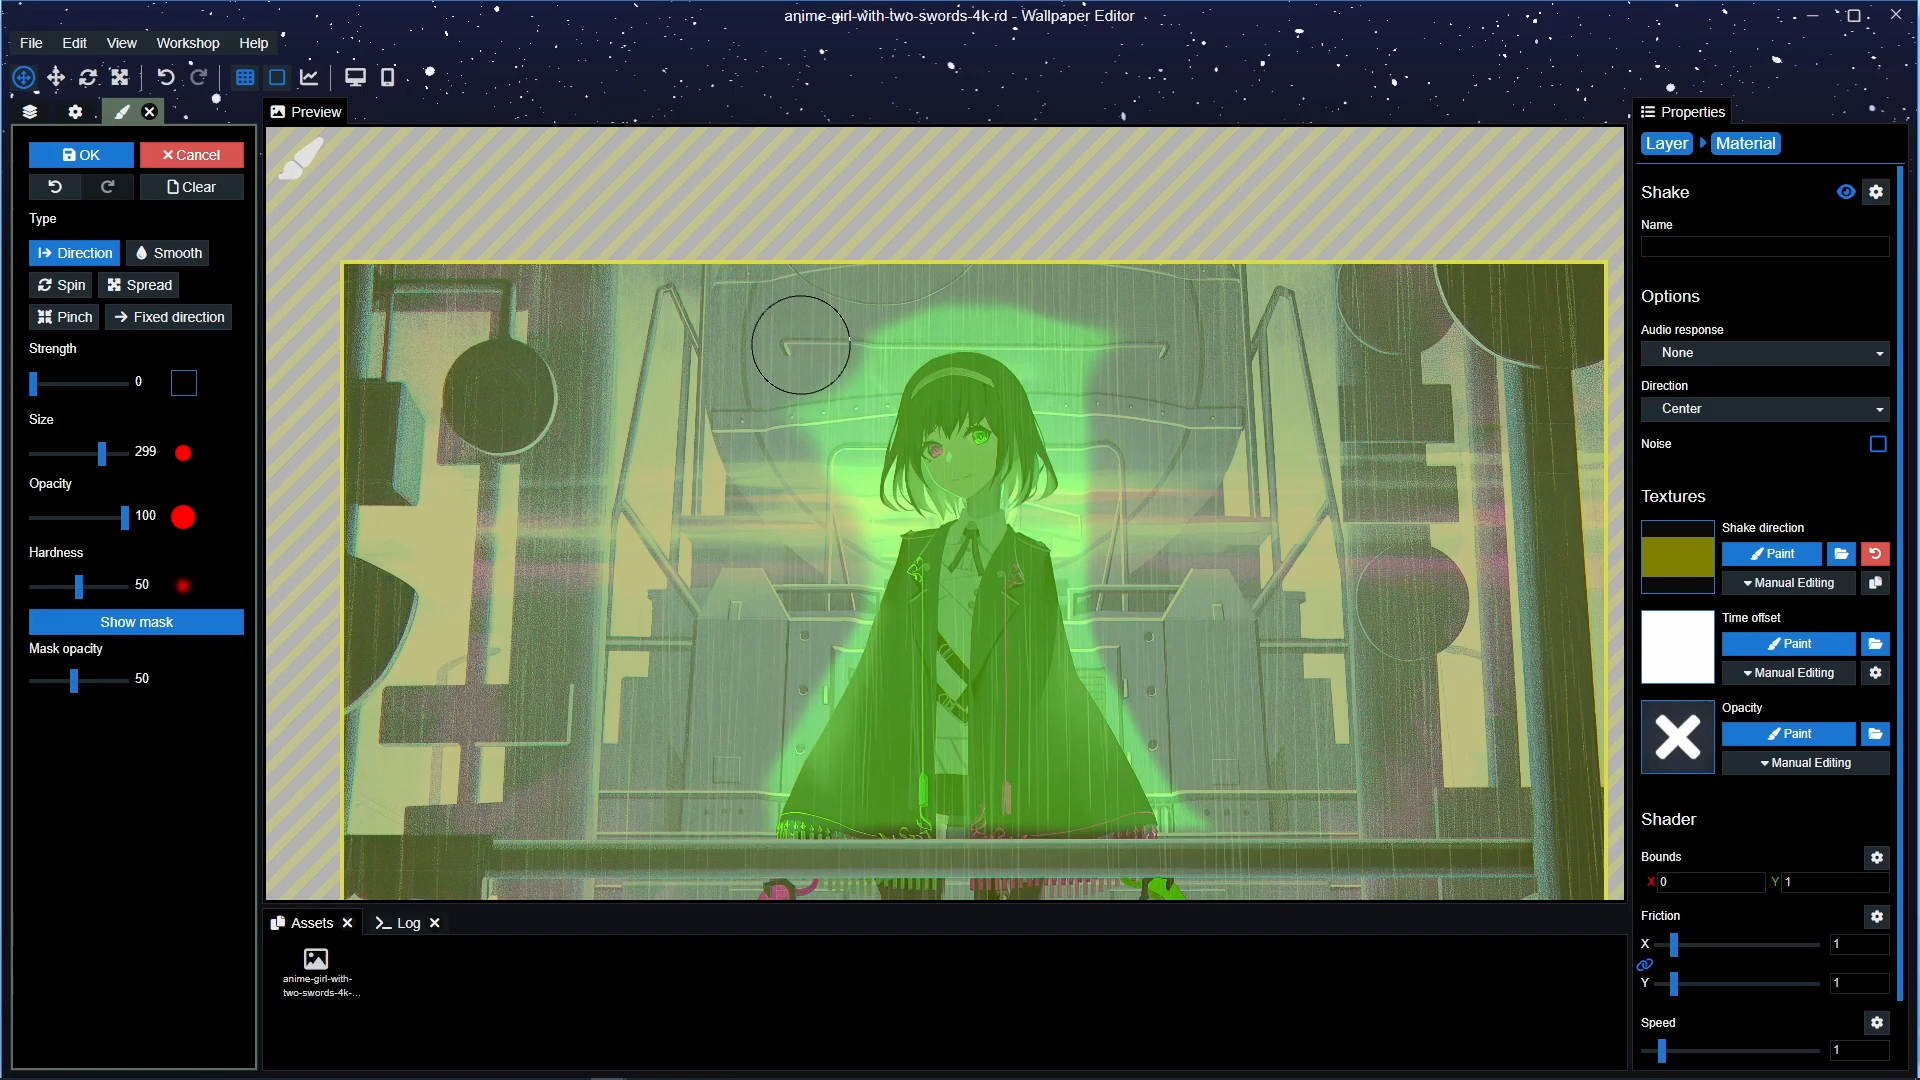 anime-girl-with-two-swords-4k-rd - Wallpaper Editor
File Edit View Workshop Help
Preview
Properties
OK
Cancel
Clear
Type
Direction
Smooth
Spin
Spread
Pinch
Fixed direction
Strength
0
Size
299
Opacity
100
Hardness
50
Show mask
Mask opacity
50
Assets
Log
anime-girl-with-
two-swords-4k-...
Layer
Material
Shake
Name
Options
Audio response
None
Direction
Center
Noise
Textures
Shake direction
Paint
Manual Editing
Time offset
Paint
Manual Editing
Opacity
Paint
Manual Editing
Shader
Bounds
X 0 Y 1
Friction
X 1
Y 1
Speed
1